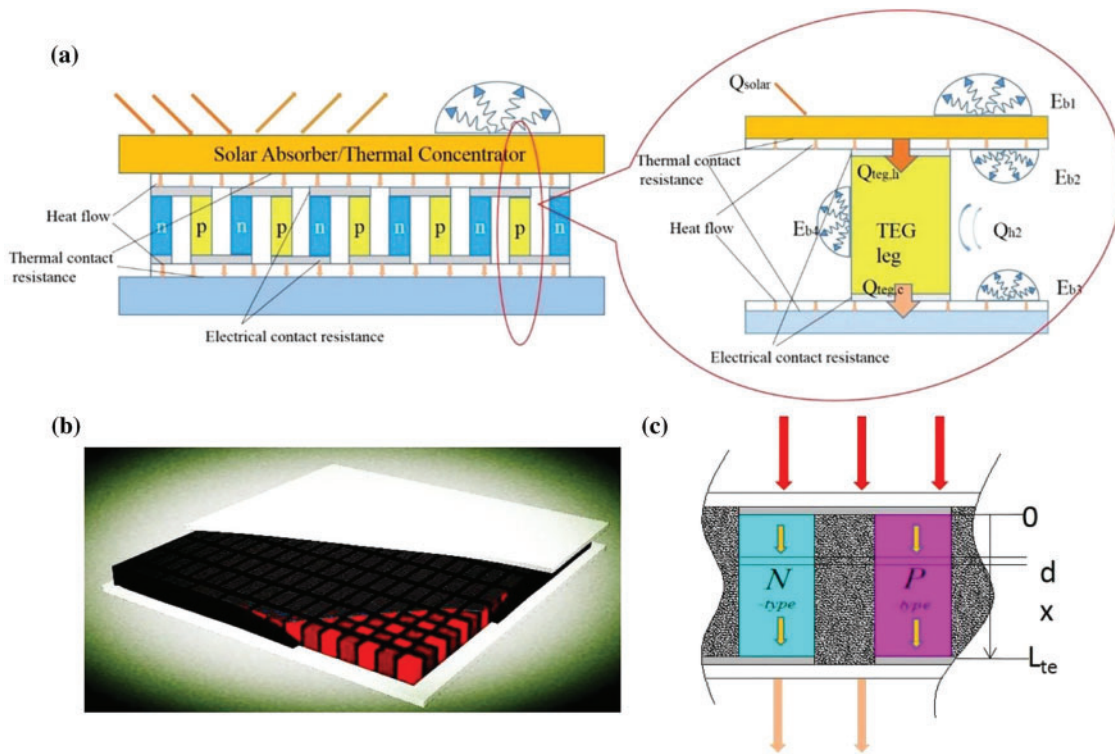 (a)
Solar Absorber/Thermal Concentrator
Heat flow
n
p
n
p
n
p
n
p
n
p
n
Thermal contact
resistance
Electrical contact resistance
Qsolar
Eb1
Thermal contact
resistance
Qteg,h
Eb2
Heat flow
Eb4
TEG
leg
Qh2
Qteg,c
Eb3
Electrical contact resistance
(b)
(c)
0
N
-type
P
type
d
x
Lte